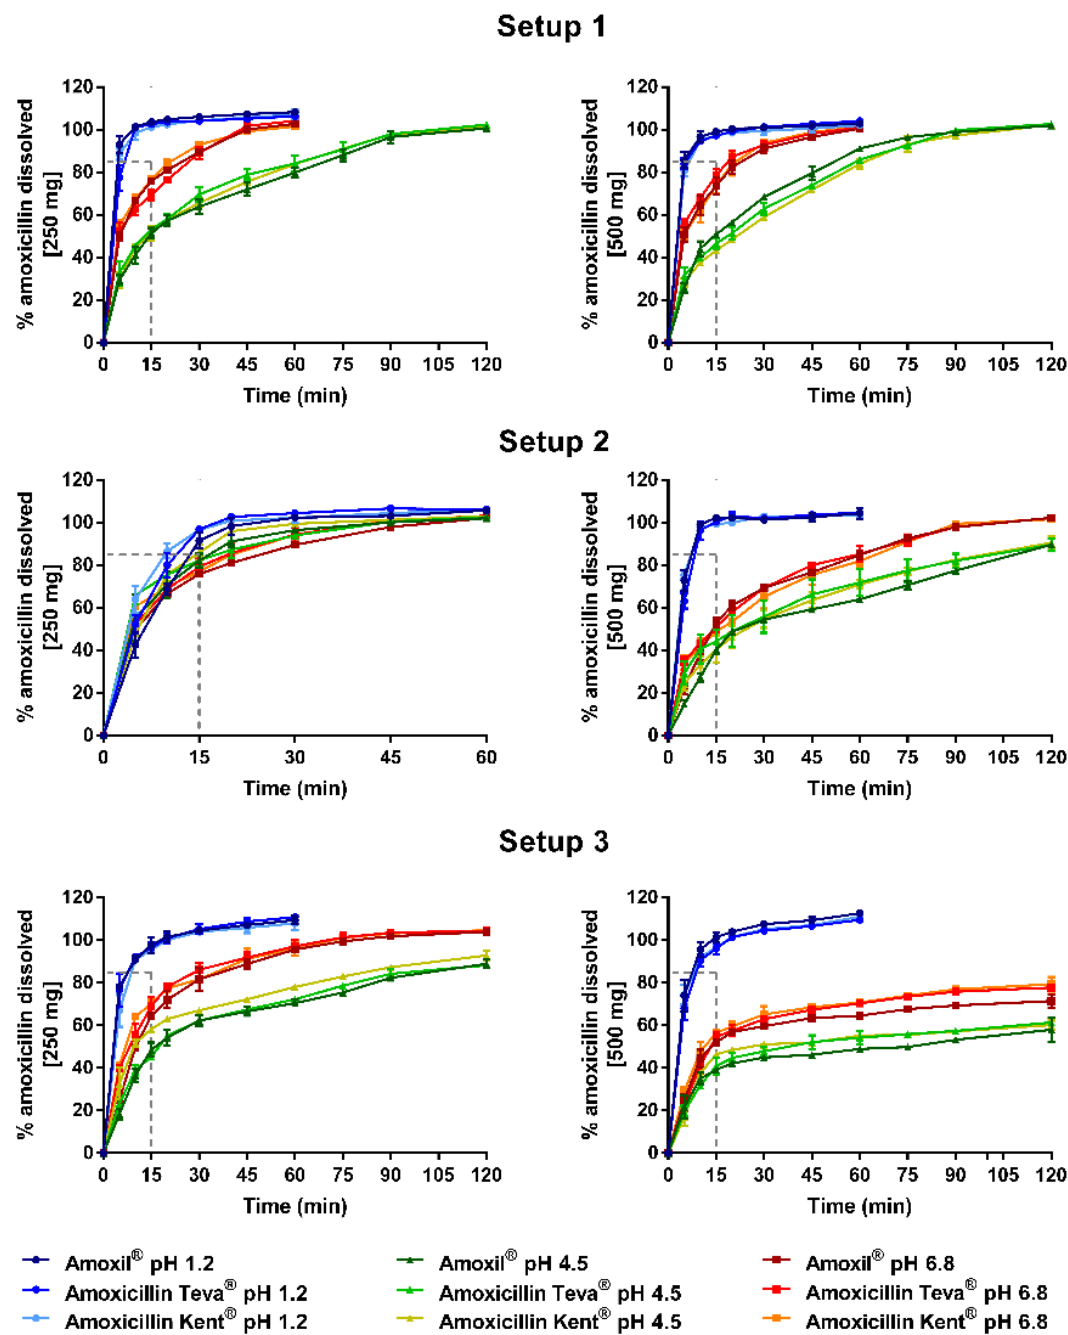 Setup 1
% amoxicillin dissolved
[250 mg]
120
100
80
60
40
20
0
0 15 30 45 60 75 90 105 120
Time (min)
% amoxicillin dissolved
[500 mg]
120
100
80
60
40
20
0
0 15 30 45 60 75 90 105 120
Time (min)
Setup 2
% amoxicillin dissolved
[250 mg]
120
100
80
60
40
20
0
0 15 30 45 60
Time (min)
% amoxicillin dissolved
[500 mg]
120
100
80
60
40
20
0
0 15 30 45 60 75 90 105 120
Time (min)
Setup 3
% amoxicillin dissolved
[250 mg]
120
100
80
60
40
20
0
0 15 30 45 60 75 90 105 120
Time (min)
% amoxicillin dissolved
[500 mg]
120
100
80
60
40
20
0
0 15 30 45 60 75 90 105 120
Time (min)
Amoxil® pH 1.2
Amoxicillin Teva® pH 1.2
Amoxicillin Kent® pH 1.2
Amoxil® pH 4.5
Amoxicillin Teva® pH 4.5
Amoxicillin Kent® pH 4.5
Amoxil® pH 6.8
Amoxicillin Teva® pH 6.8
Amoxicillin Kent® pH 6.8